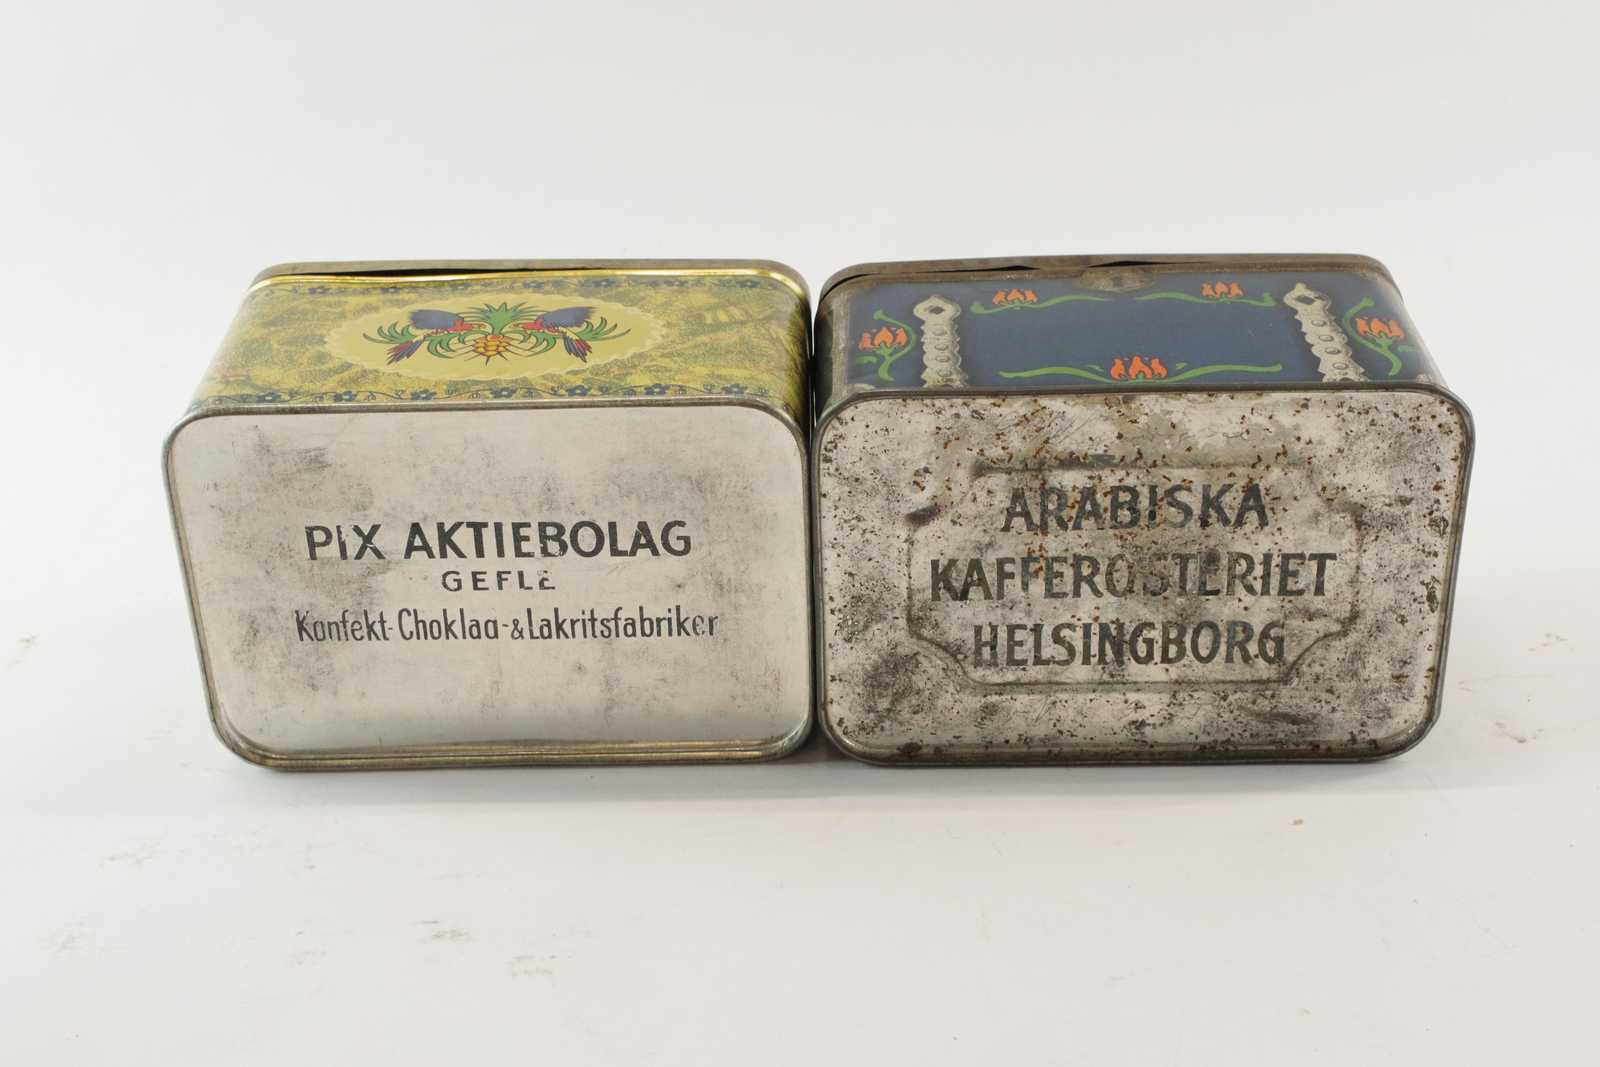 PIX AKTIEBOLAG
GEFLE
Konfekt- Choklad- & Lakritsfabriker
ARABISKA
KAFFEROSTERIET
HELSINGBORG